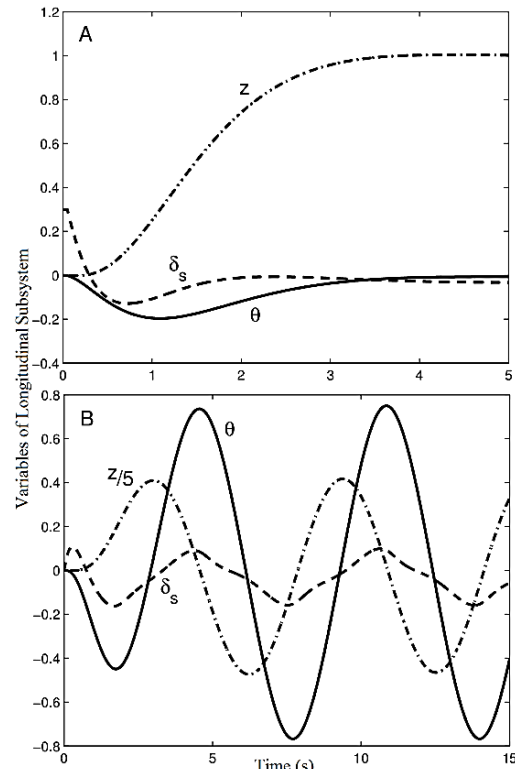 Variables of Longitudinal Subsystem
A
1.2
1
0.8
0.6
0.4
0.2
0
-0.2
-0.4
z
δs
θ
0 1 2 3 4 5
B
0.8
0.6
0.4
0.2
0
-0.2
-0.4
-0.6
-0.8
θ
z/5
δs
0 5 10 15
Time (s)